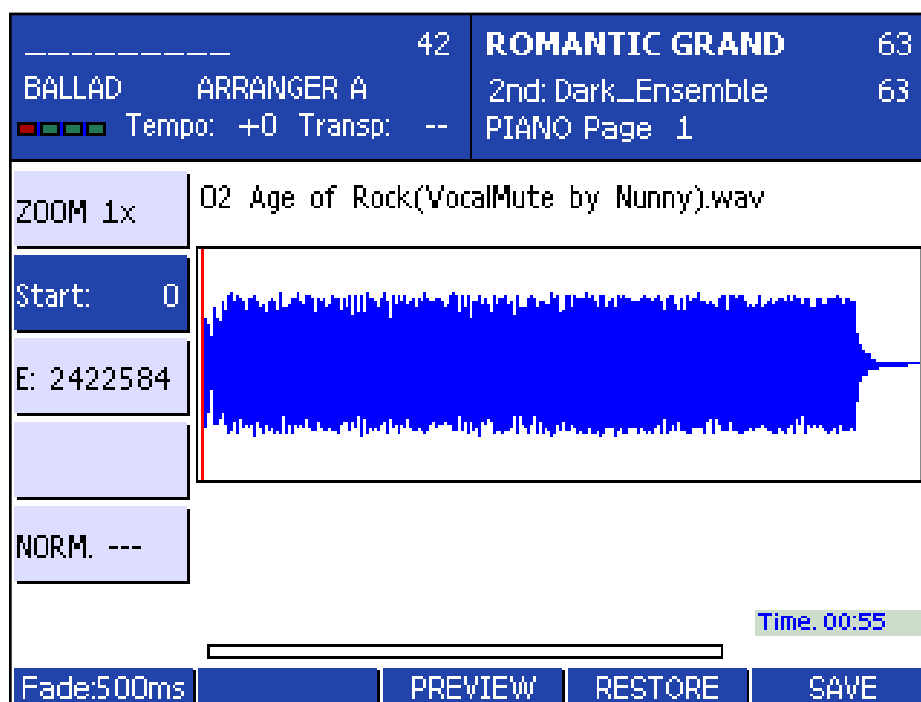 ___________ 42
BALLAD ARRANGER A
Tempo: +0 Transp: --
ROMANTIC GRAND 63
2nd: Dark_Ensemble 63
PIANO Page 1
ZOOM 1x
02 Age of Rock(VocalMute by Nunny).wav
Start: 0
E: 2422584
NORM. ---
Time. 00:55
Fade:500ms PREVIEW RESTORE SAVE